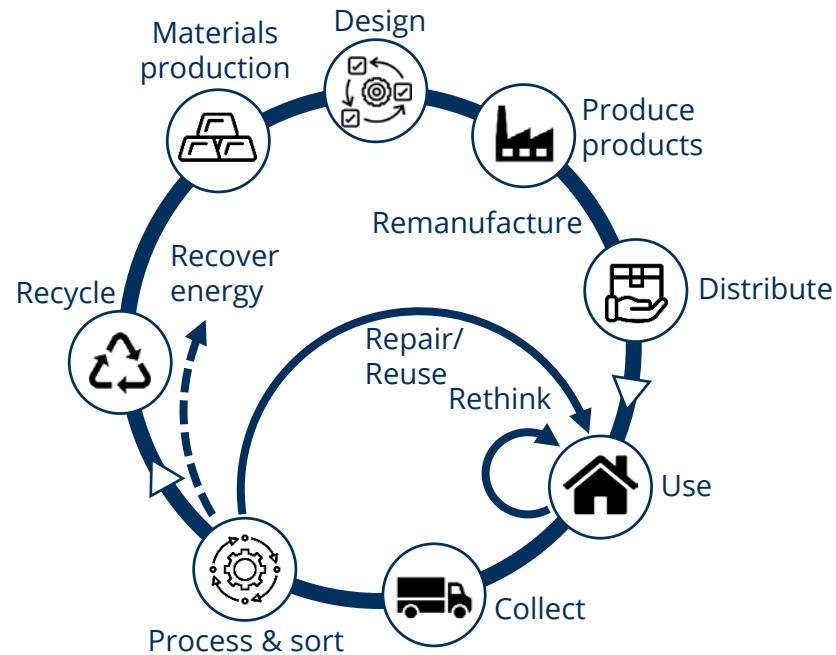 Design
Materials
production
Produce
products
Remanufacture
Recover
energy
Recycle
Distribute
Repair/
Reuse
Rethink
Use
Collect
Process & sort